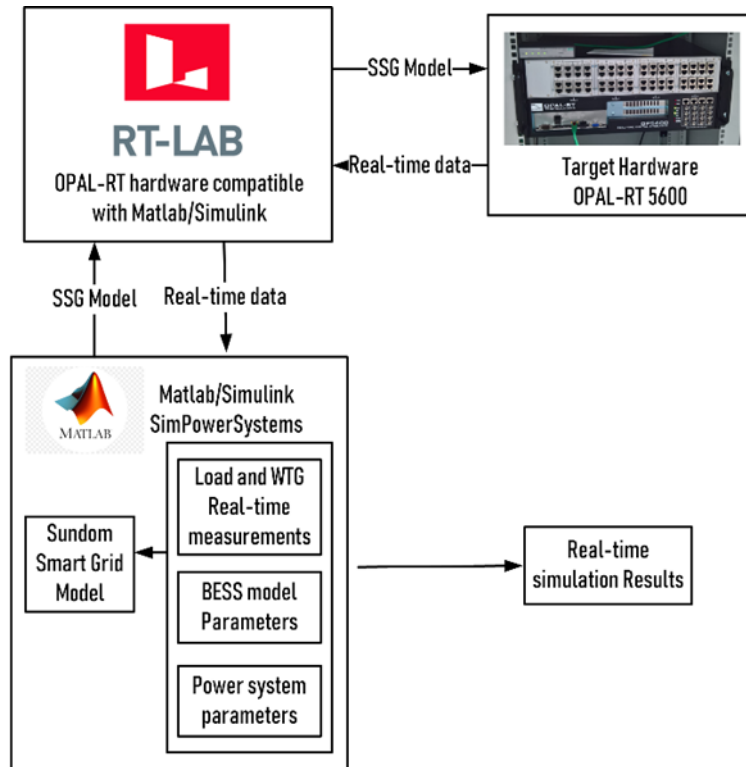 RT-LAB
OPAL-RT hardware compatible
with Matlab/Simulink
SSG Model
Real-time data
OPAL-RT
Target Hardware
OPAL-RT 5600
SSG Model
Real-time data
MATLAB
Matlab/Simulink
SimPowerSystems
Load and WTG
Real-time
measurements
Sundom
Smart Grid
Model
BESS model
Parameters
Power system
parameters
Real-time
simulation Results